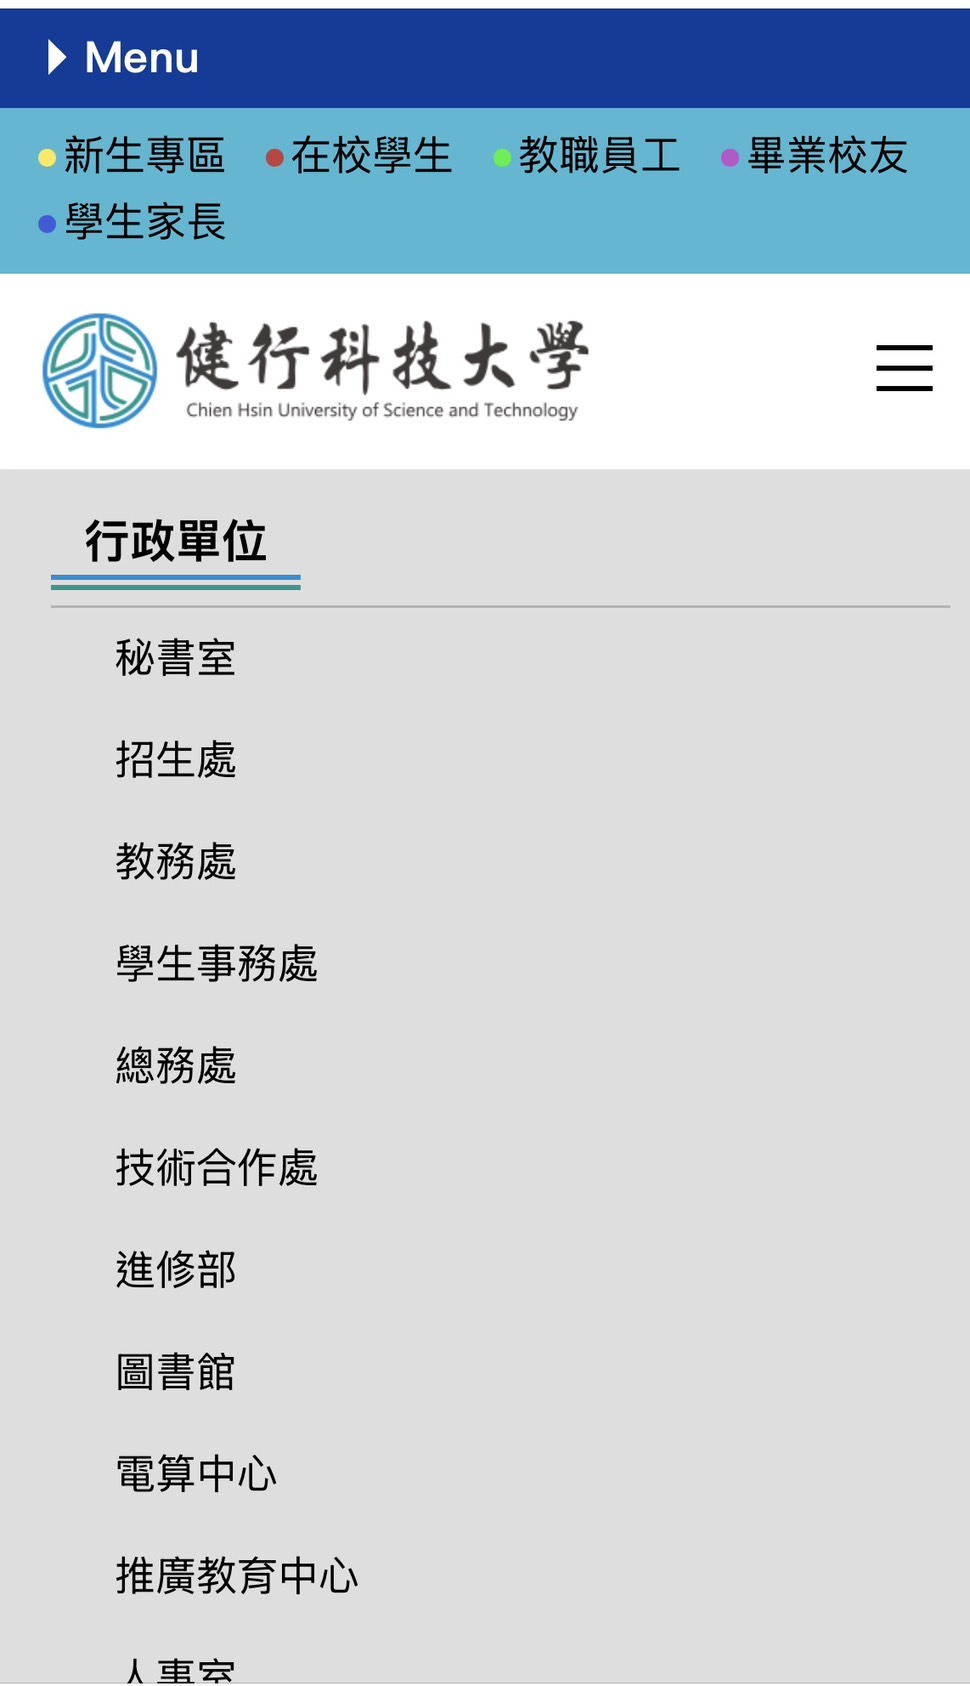 Menu
新生專區 在校學生 教職員工 畢業校友
學生家長
健行科技大學
Chien Hsin University of Science and Technology
行政單位
秘書室
招生處
教務處
學生事務處
總務處
技術合作處
進修部
圖書館
電算中心
推廣教育中心
人事室